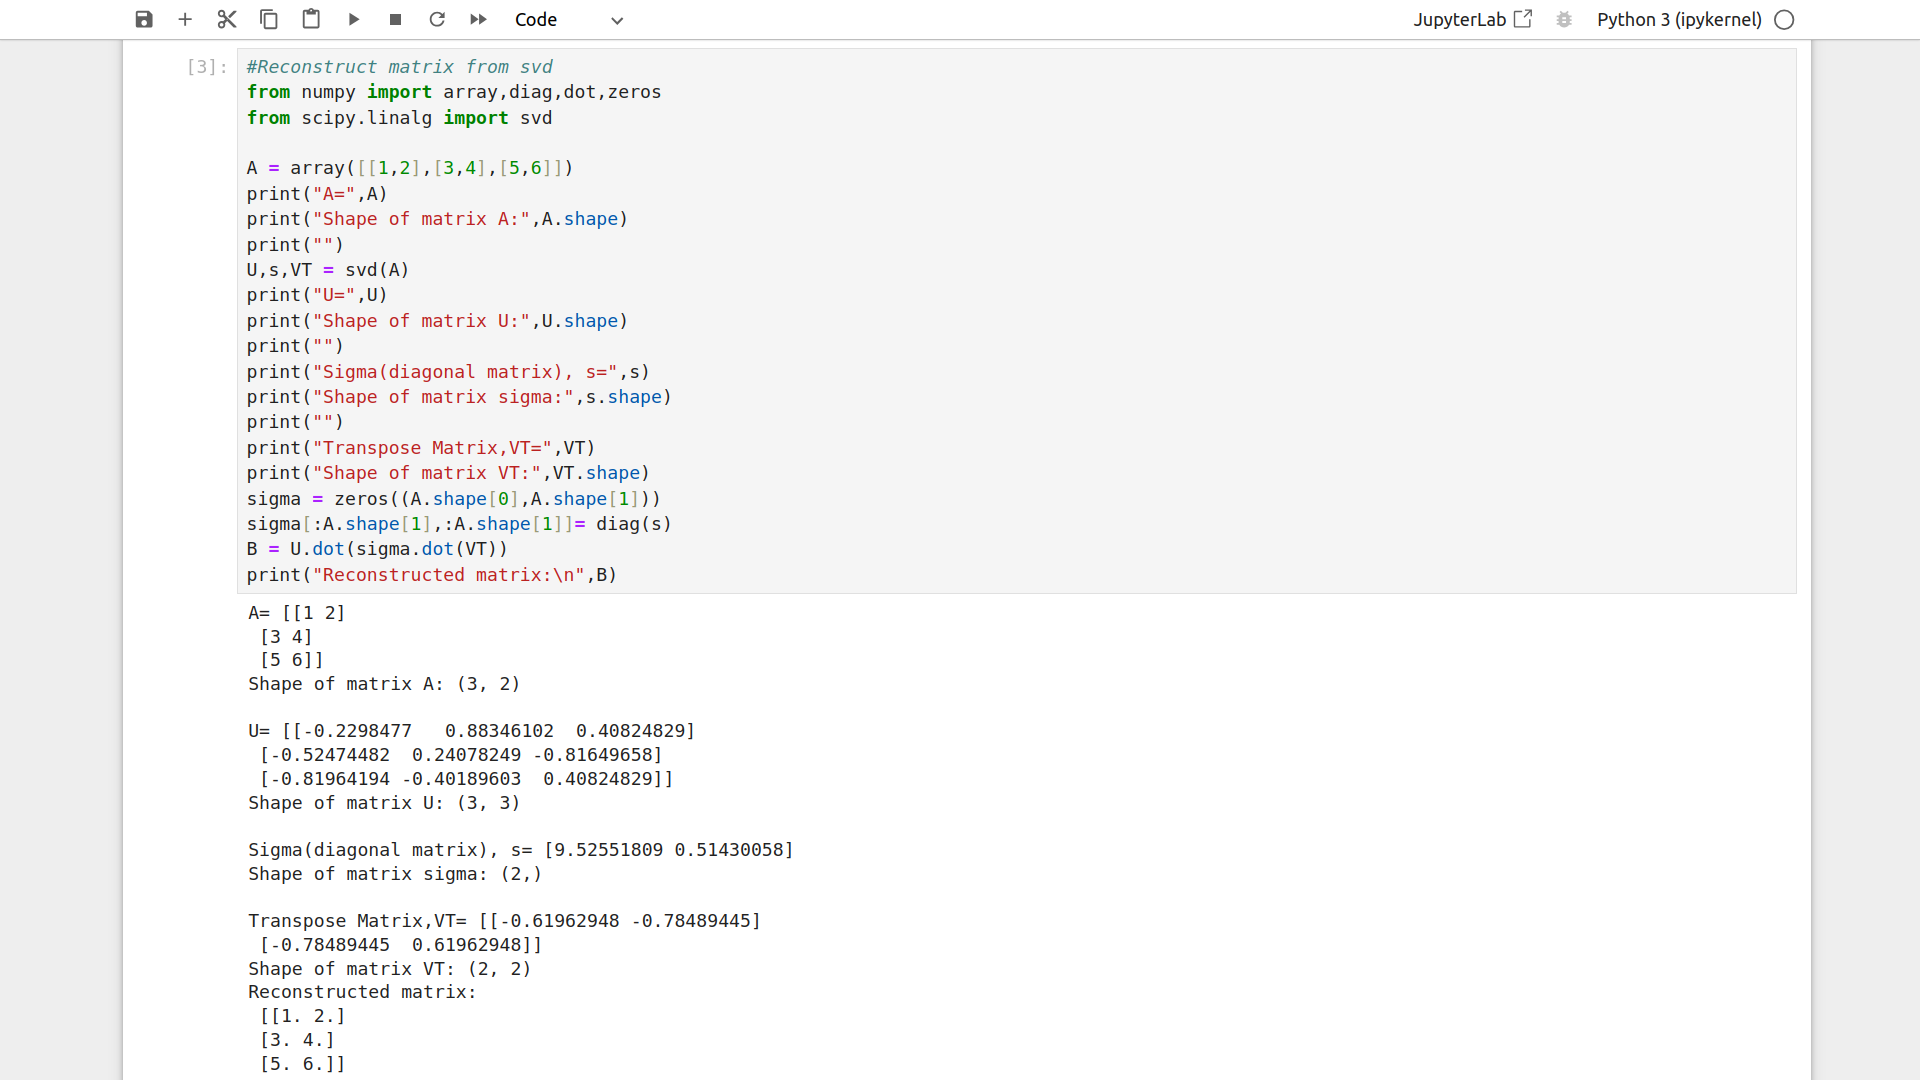 Code
JupyterLab
Python 3 (ipykernel)
[3]:
#Reconstruct matrix from svd
from numpy import array,diag,dot,zeros
from scipy.linalg import svd
A = array([[1,2],[3,4],[5,6]])
print("A=",A)
print("Shape of matrix A:",A.shape)
print("")
U,s,VT = svd(A)
print("U=",U)
print("Shape of matrix U:",U.shape)
print("")
print("Sigma(diagonal matrix), s=",s)
print("Shape of matrix sigma:",s.shape)
print("")
print("Transpose Matrix,VT=",VT)
print("Shape of matrix VT:",VT.shape)
sigma = zeros((A.shape[0],A.shape[1]))
sigma[:A.shape[1],:A.shape[1]]= diag(s)
B = U.dot(sigma.dot(VT))
print("Reconstructed matrix:\n",B)
A= [[1 2]
 [3 4]
 [5 6]]
Shape of matrix A: (3, 2)
U= [[-0.2298477   0.88346102  0.40824829]
 [-0.52474482  0.24078249 -0.81649658]
 [-0.81964194 -0.40189603  0.40824829]]
Shape of matrix U: (3, 3)
Sigma(diagonal matrix), s= [9.52551809 0.51430058]
Shape of matrix sigma: (2,)
Transpose Matrix,VT= [[-0.61962948 -0.78489445]
 [-0.78489445  0.61962948]]
Shape of matrix VT: (2, 2)
Reconstructed matrix:
 [[1. 2.]
 [3. 4.]
 [5. 6.]]